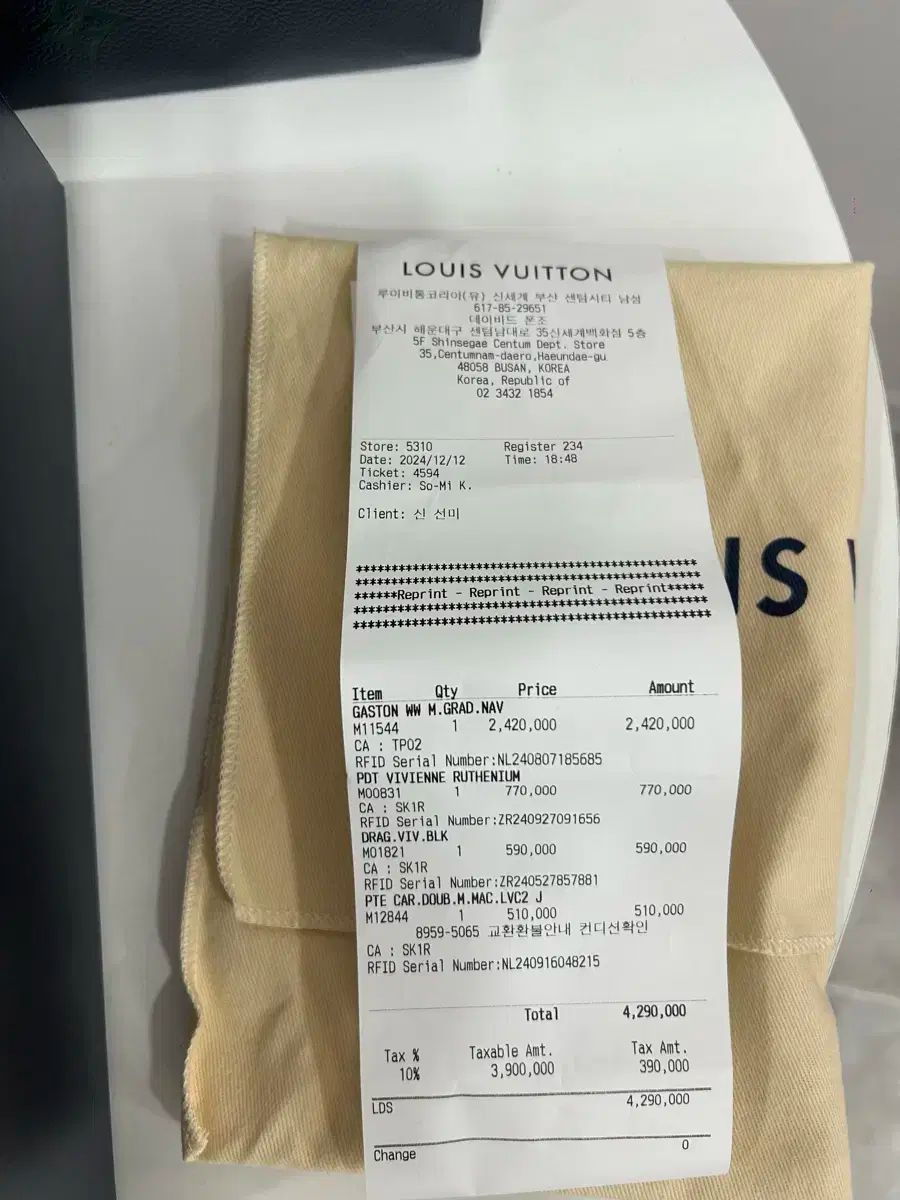 LOUIS VUITTON
루이비통코리아(유) 신세계 부산 센텀시티 남성
617-85-29651
데이비드 폰조
부산시 해운대구 센텀남대로 35신세계백화점 5층
5F Shinsegae Centum Dept. Store
35,Centumnam-daero,Haeundae-gu
48058 BUSAN, KOREA
Korea, Republic of
02 3432 1854
Store: 5310 Register 234
Date: 2024/12/12 Time: 18:48
Ticket: 4594
Cashier: So-Mi K.
Client: 신 선미
******Reprint - Reprint - Reprint - Reprint*****
Item Qty Price Amount
GASTON WW M.GRAD.NAV
M11544 1 2,420,000 2,420,000
CA : TP02
RFID Serial Number:NL240807185685
PDT VIVIENNE RUTHENIUM
M00831 1 770,000 770,000
CA : SK1R
RFID Serial Number:ZR240927091656
DRAG.VIV.BLK
M01821 1 590,000 590,000
CA : SK1R
RFID Serial Number:ZR240527857881
PTE CAR.DOUB.M.MAC.LVC2 J
M12844 1 510,000 510,000
8959-5065 교환환불안내 컨디션확인
CA : SK1R
RFID Serial Number:NL240916048215
Total 4,290,000
Tax % Taxable Amt. Tax Amt.
10% 3,900,000 390,000
LDS 4,290,000
Change 0
IS V